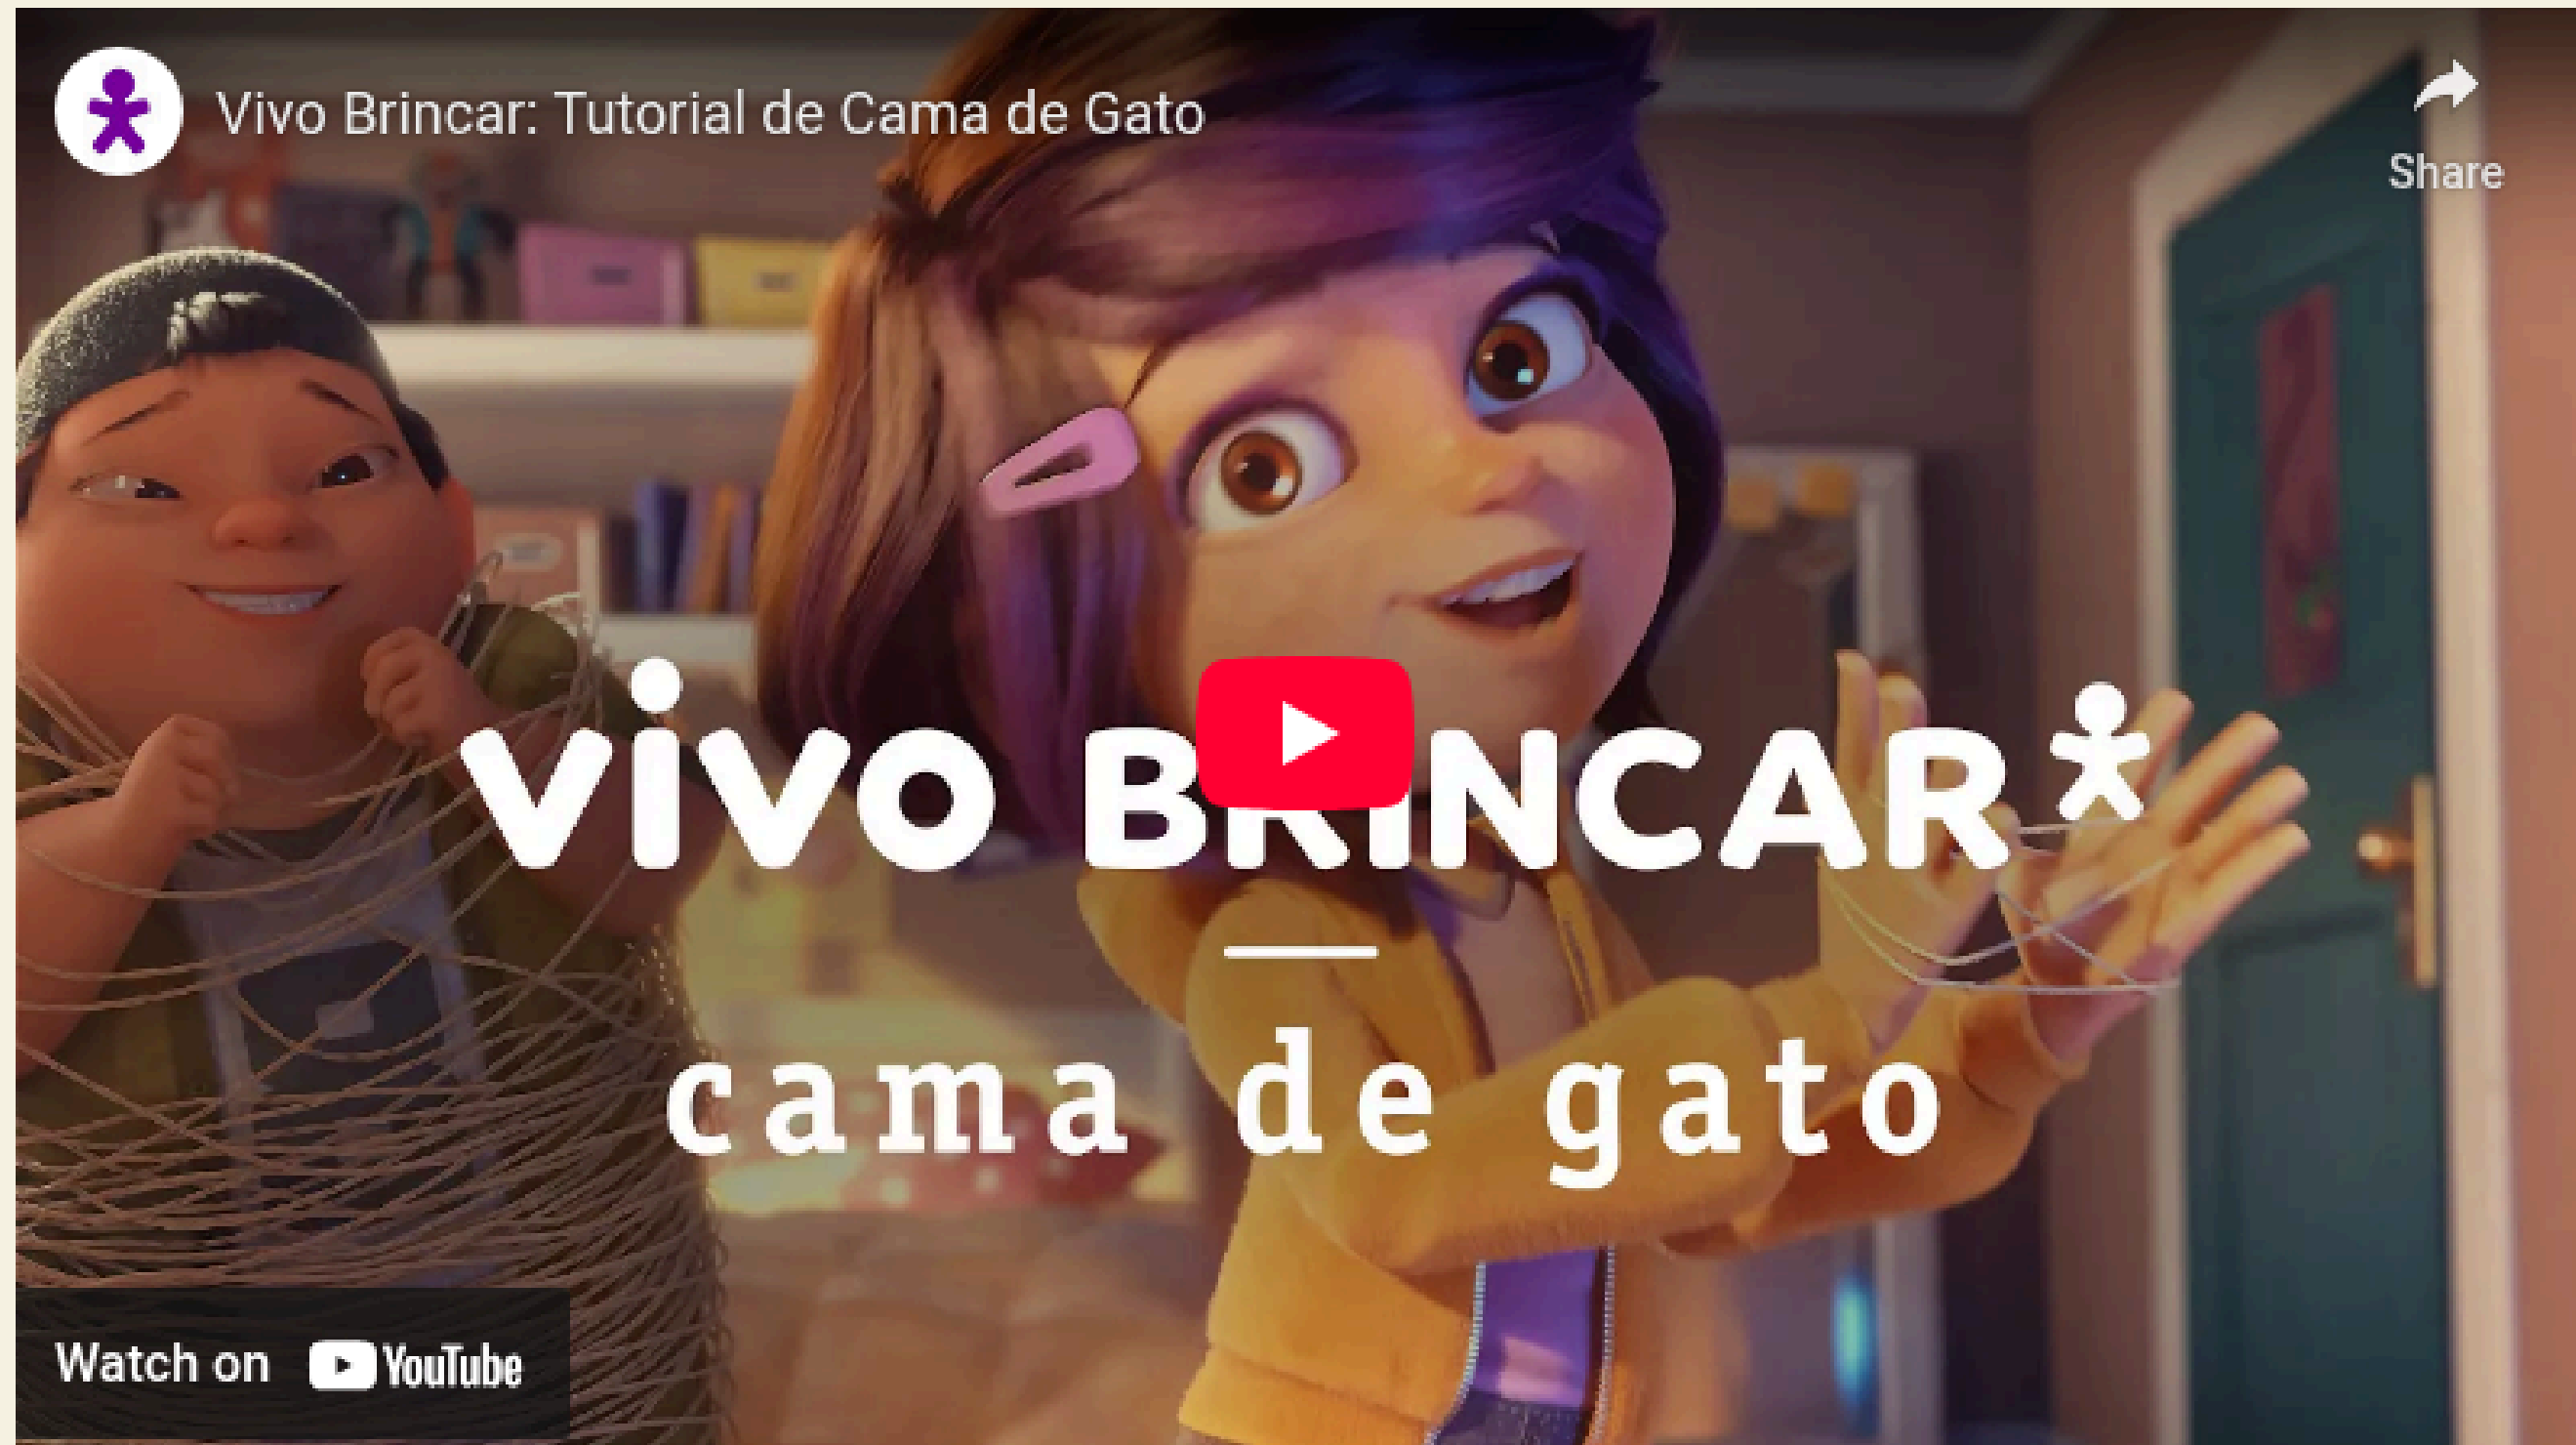 Vivo Brincar: Tutorial de Cama de Gato
Share
vivo BRINCAR
cama de gato
Watch on YouTube